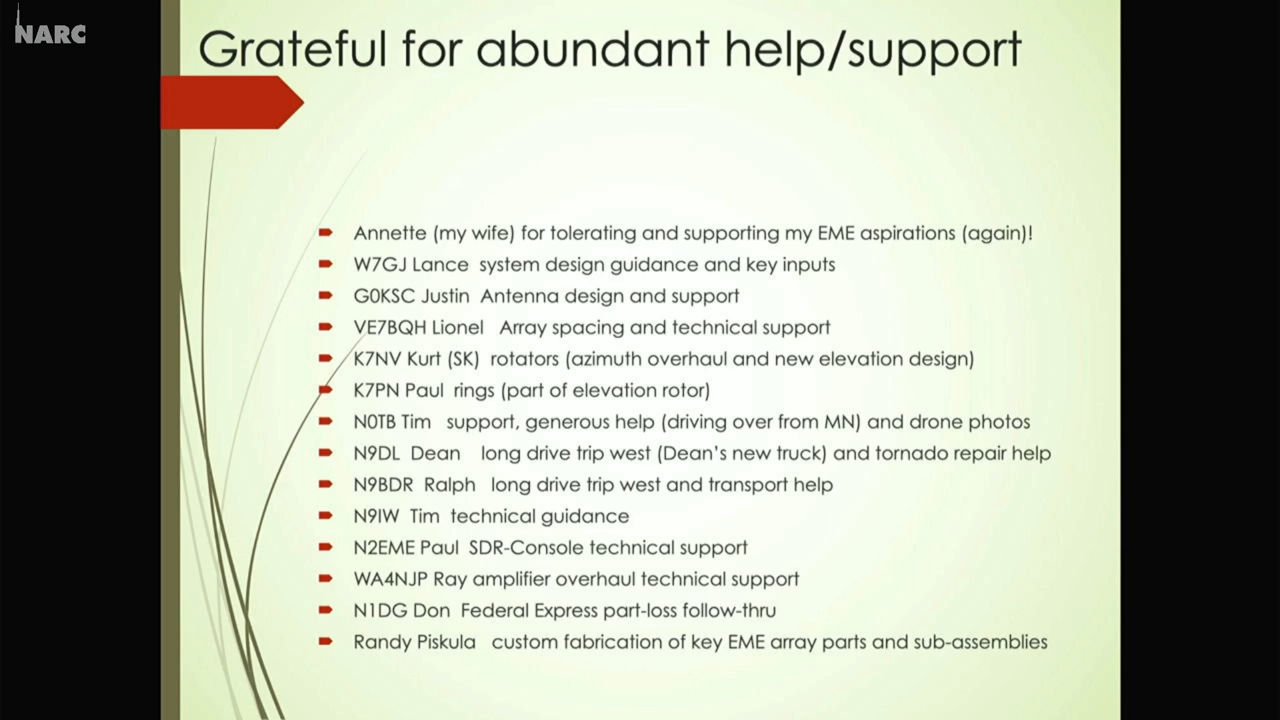 NARC
Grateful for abundant help/support
Annette (my wife) for tolerating and supporting my EME aspirations (again)!
W7GJ Lance system design guidance and key inputs
G0KSC Justin Antenna design and support
VE7BQH Lionel Array spacing and technical support
K7NV Kurt (SK) rotators (azimuth overhaul and new elevation design)
K7PN Paul rings (part of elevation rotor)
N0TB Tim support, generous help (driving over from MN) and drone photos
N9DL Dean long drive trip west (Dean's new truck) and tornado repair help
N9BDR Ralph long drive trip west and transport help
N9IW Tim technical guidance
N2EME Paul SDR-Console technical support
WA4NJP Ray amplifier overhaul technical support
N1DG Don Federal Express part-loss follow-thru
Randy Piskula custom fabrication of key EME array parts and sub-assemblies